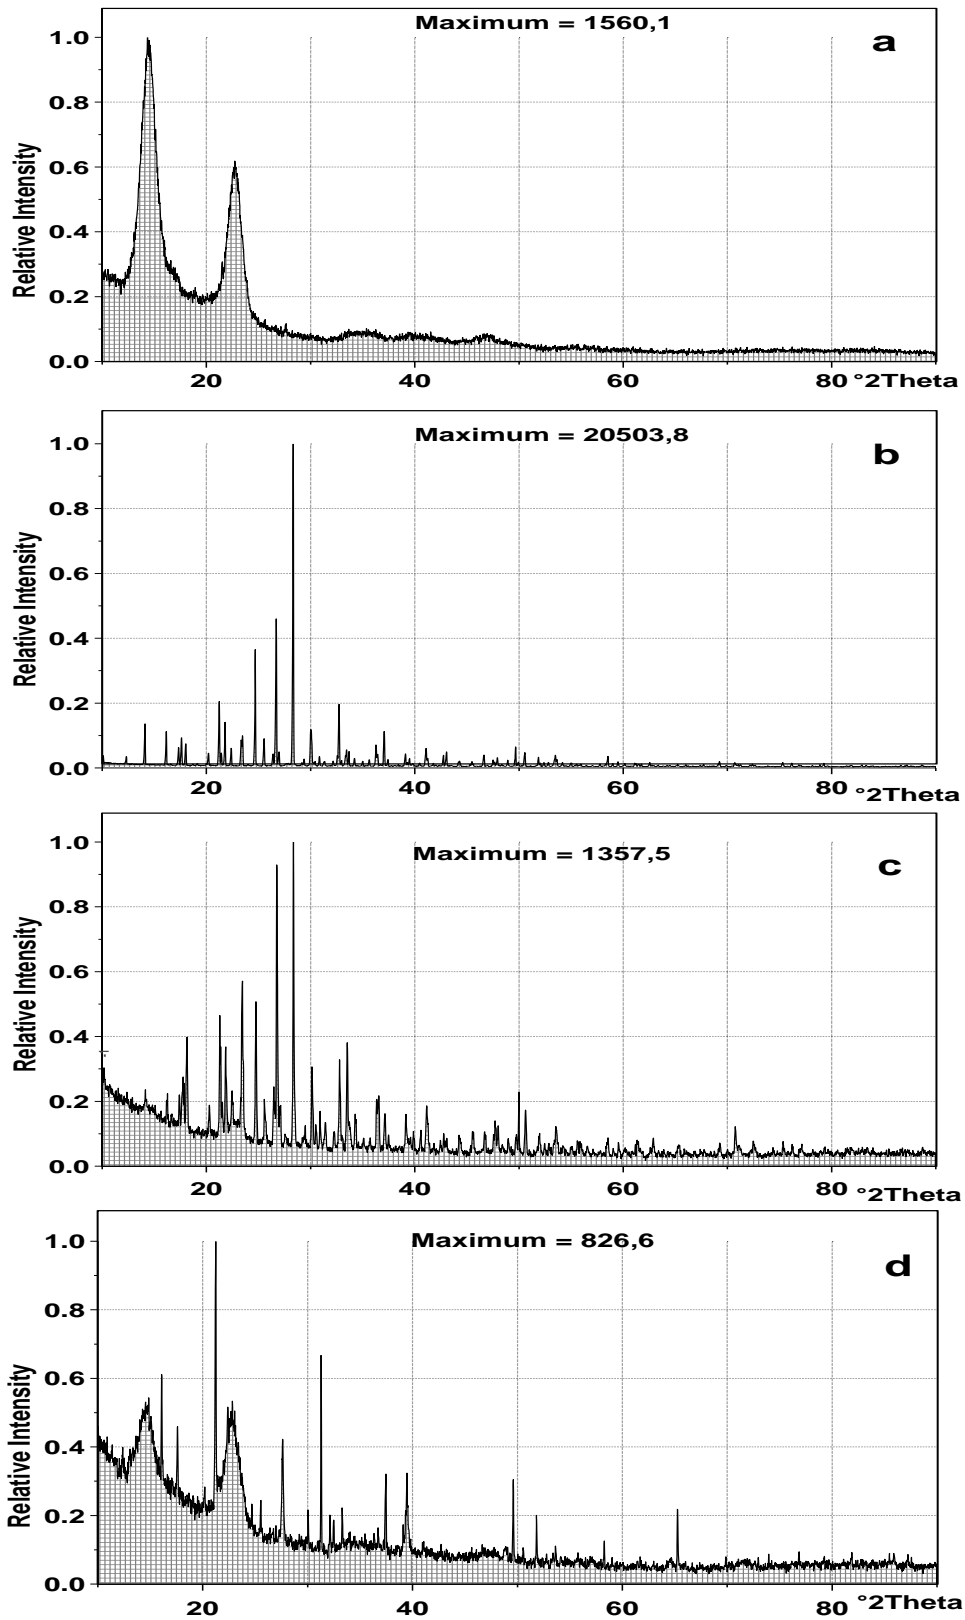 Maximum = 1560,1
a
1.0
0.8
0.6
0.4
0.2
0.0
Relative Intensity
20 40 60 80 °2Theta
Maximum = 20503,8
b
1.0
0.8
0.6
0.4
0.2
0.0
Relative Intensity
20 40 60 80 °2Theta
Maximum = 1357,5
c
1.0
0.8
0.6
0.4
0.2
0.0
Relative Intensity
20 40 60 80 °2Theta
Maximum = 826,6
d
1.0
0.8
0.6
0.4
0.2
0.0
Relative Intensity
20 40 60 80 °2Theta